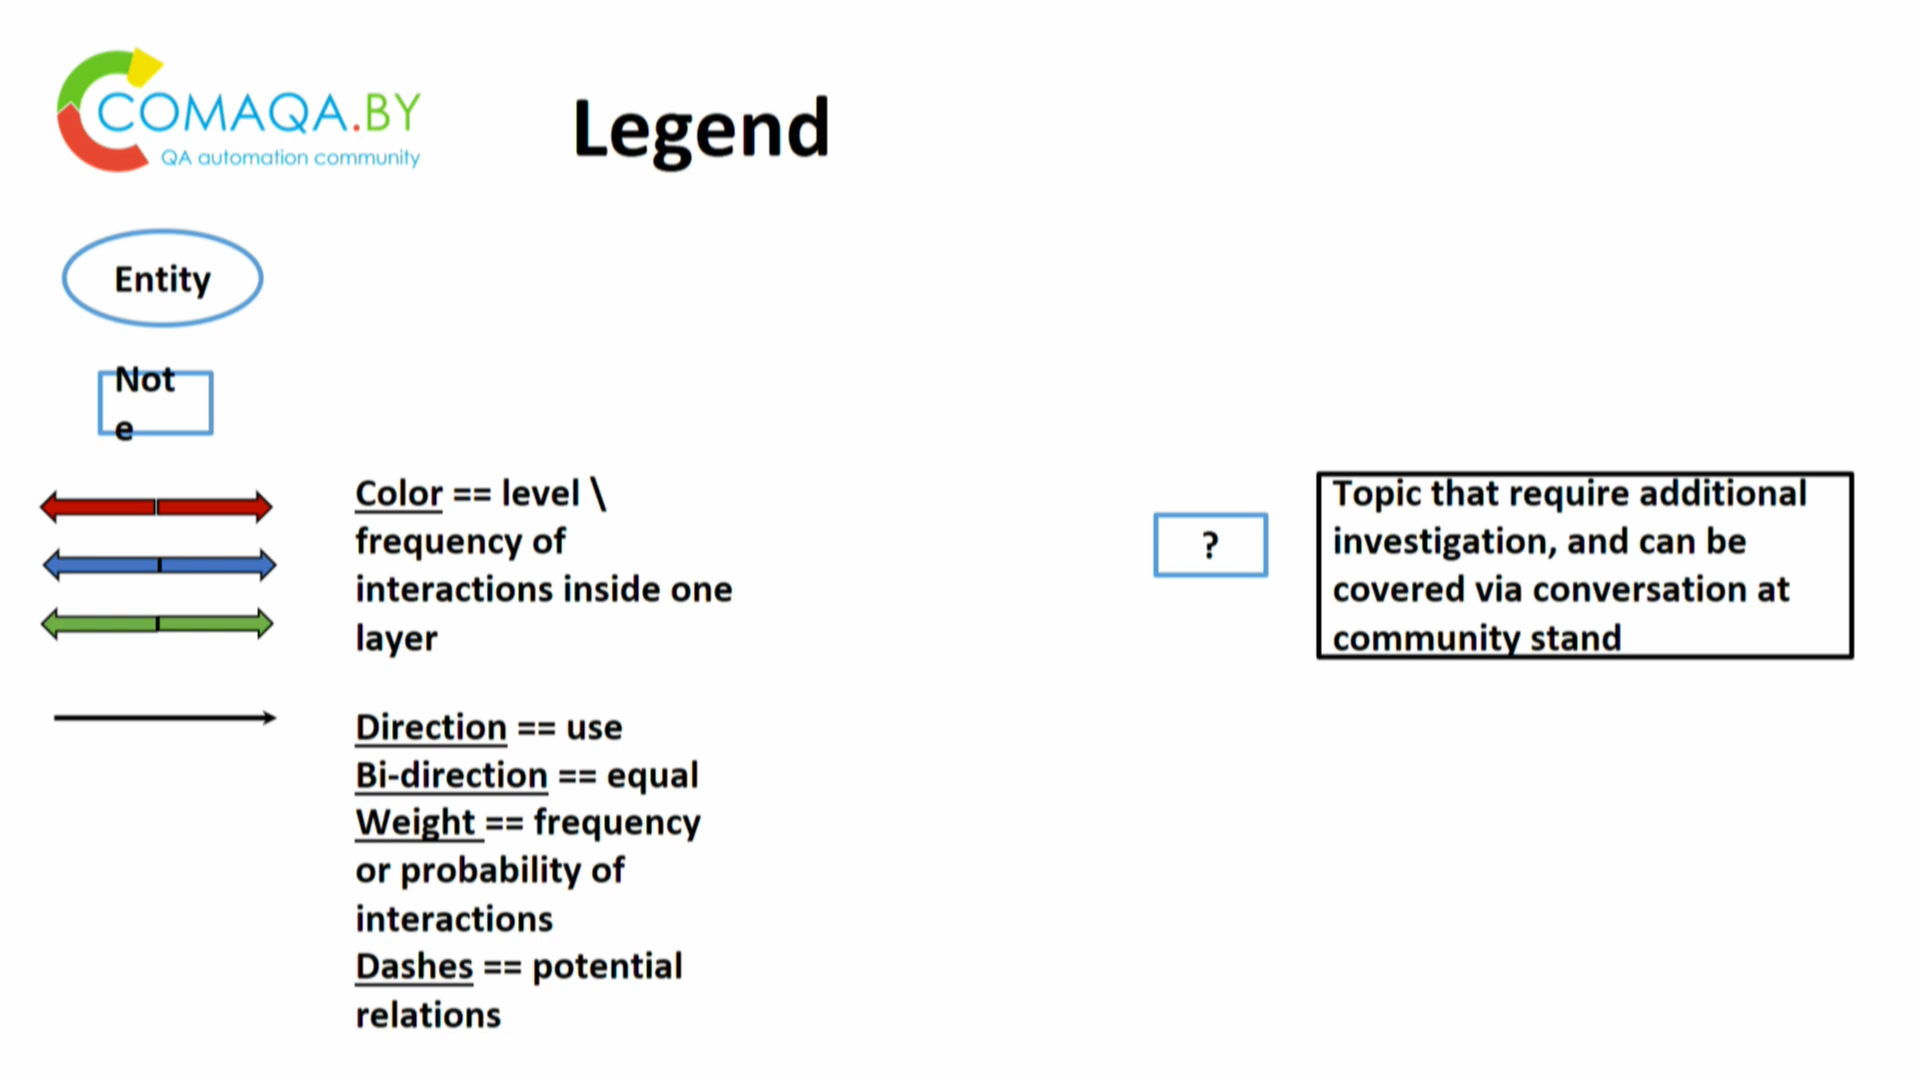 COMAQA.BY
QA automation community
Legend
Entity
Not
e
Color == level \
frequency of
interactions inside one
layer
Direction == use
Bi-direction == equal
Weight == frequency
or probability of
interactions
Dashes == potential
relations
?
Topic that require additional
investigation, and can be
covered via conversation at
community stand